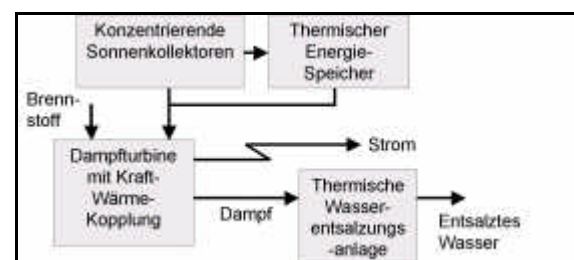 Konzentrierende
Sonnenkollektoren
Thermischer
Energie-
Speicher
Brenn-
stoff
Dampfturbine
mit Kraft-
Wärme-
Kopplung
Strom
Dampf
Thermische
Wasser-
entsalzungs
-anlage
Entsalztes
Wasser